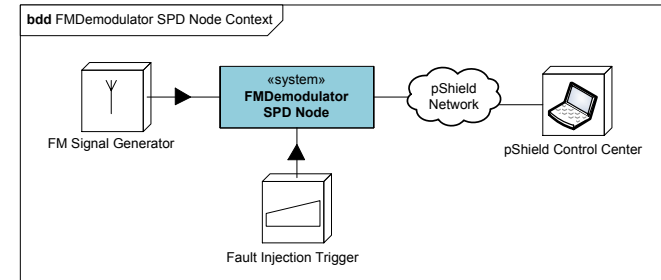 bdd FMDemodulator SPD Node Context
«system»
FMDemodulator
SPD Node
pShield
Network
FM Signal Generator
pShield Control Center
Fault Injection Trigger